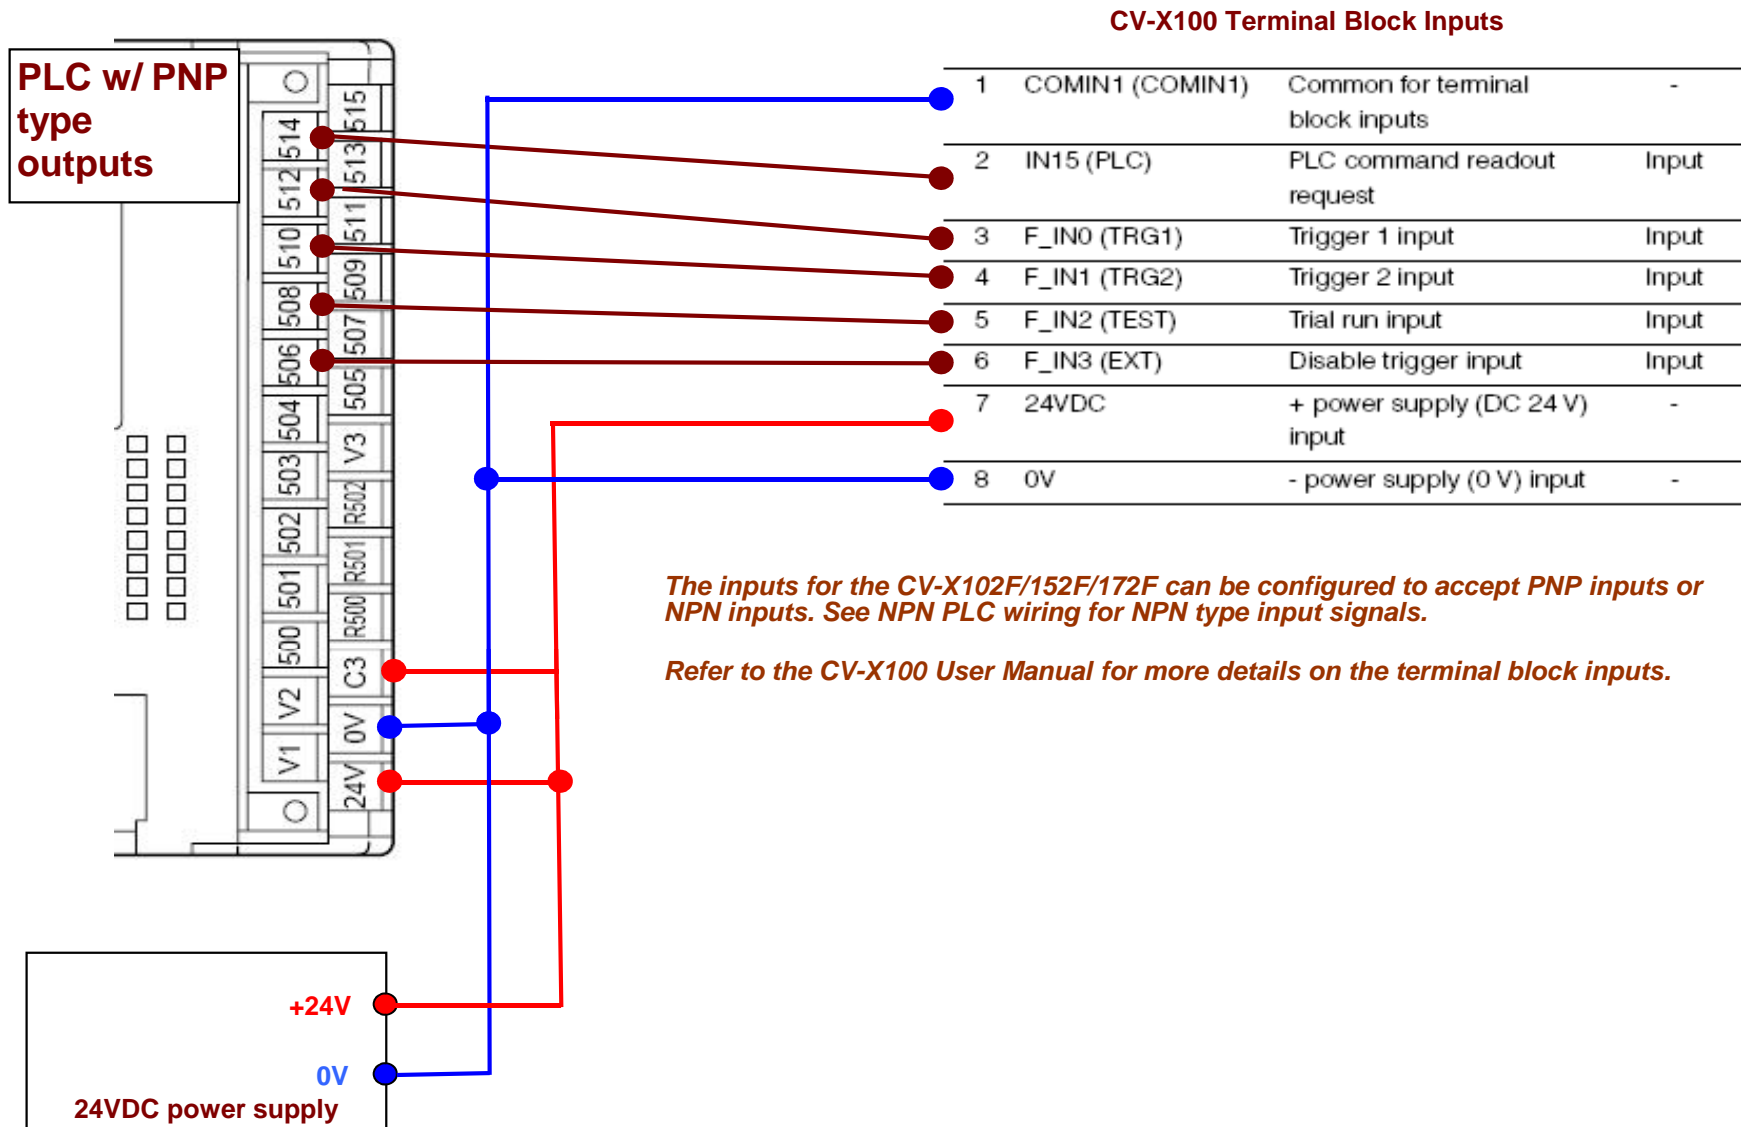 CV-X100 Terminal Block Inputs
PLC w/ PNP
type
outputs
1 COMIN1 (COMIN1) Common for terminal -
block inputs
2 IN15 (PLC) PLC command readout Input
request
3 F_IN0 (TRG1) Trigger 1 input Input
4 F_IN1 (TRG2) Trigger 2 input Input
5 F_IN2 (TEST) Trial run input Input
6 F_IN3 (EXT) Disable trigger input Input
7 24VDC + power supply (DC 24 V) -
input
8 0V - power supply (0 V) input -
515
514
513
512
511
510
509
508
507
506
505
504
V3
503
R502
502
R501
501
R500
500
C3
V2
0V
V1
24V
The inputs for the CV-X102F/152F/172F can be configured to accept PNP inputs or
NPN inputs. See NPN PLC wiring for NPN type input signals.
Refer to the CV-X100 User Manual for more details on the terminal block inputs.
+24V
0V
24VDC power supply